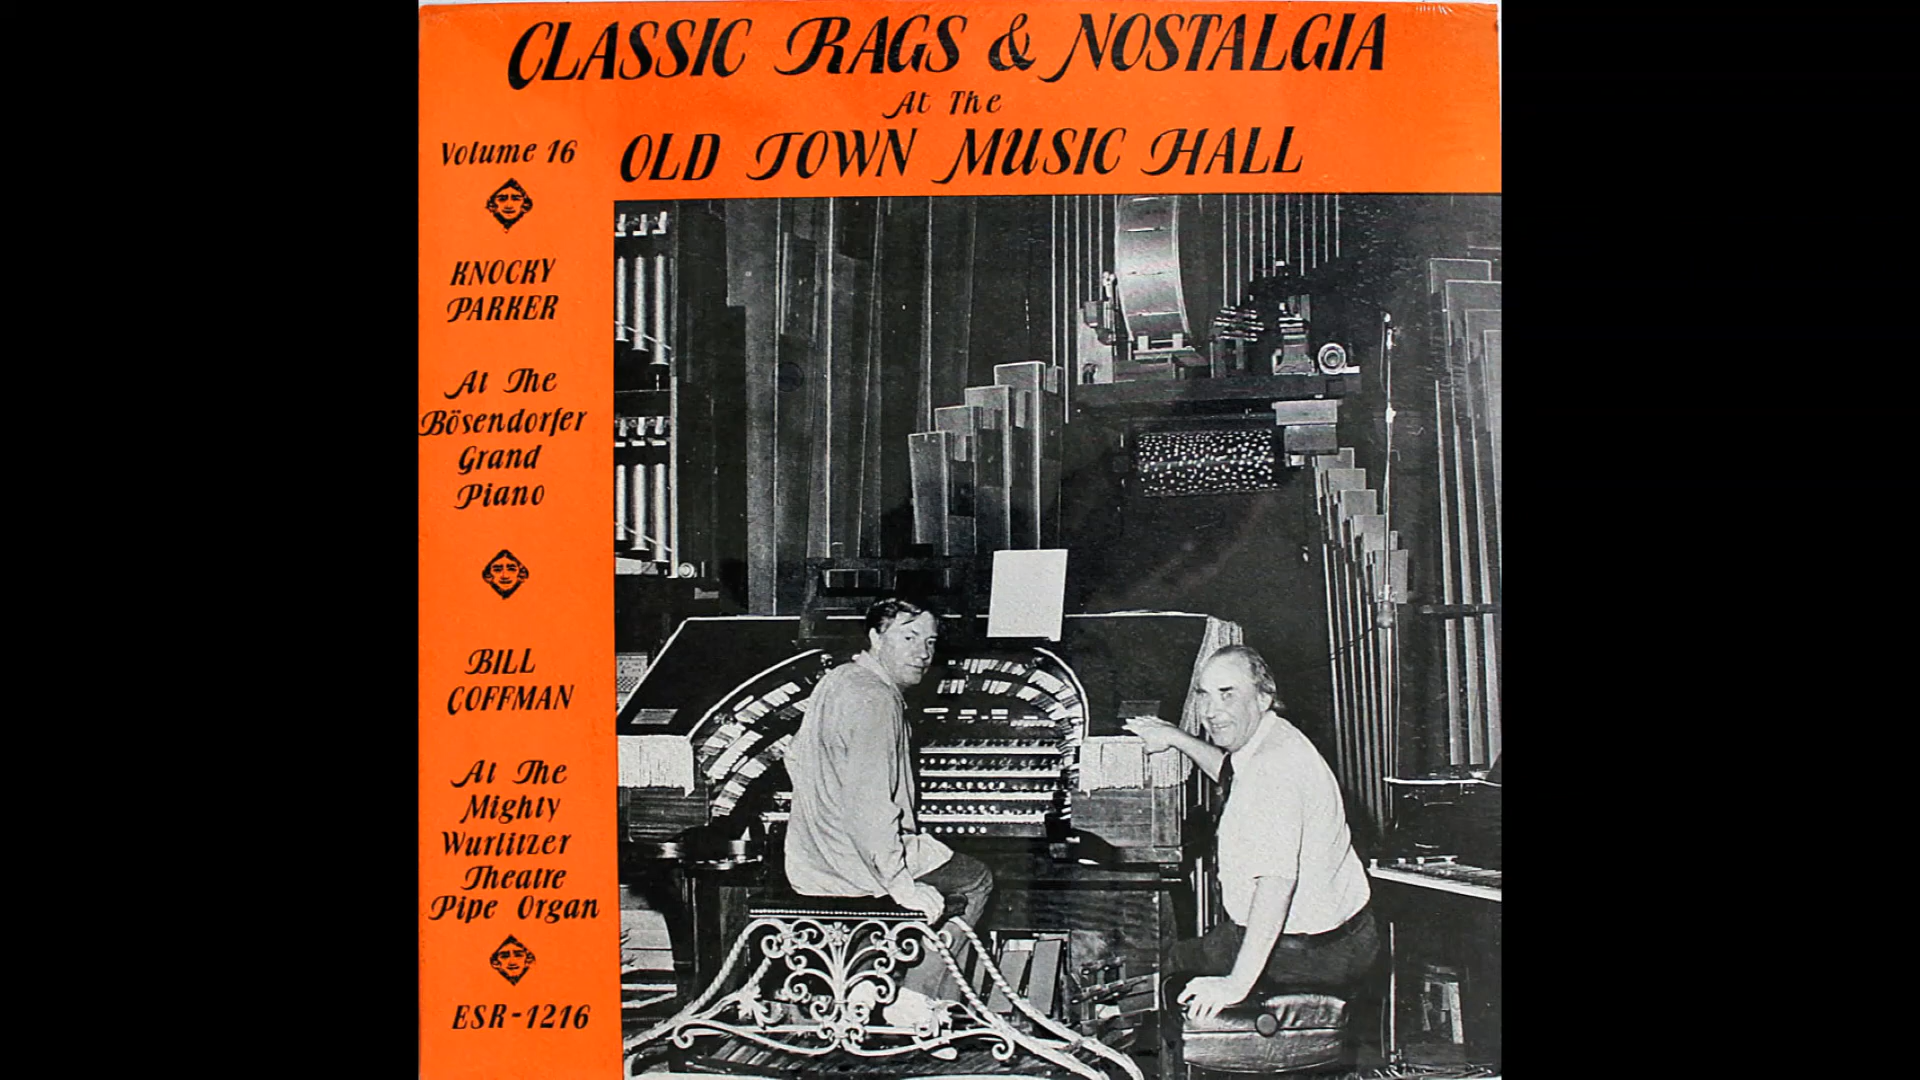 CLASSIC RAGS & NOSTALGIA
At The
OLD TOWN MUSIC HALL
Volume 16
KNOCKY
PARKER
At The
Bösendorfer
Grand
Piano
BILL
COFFMAN
At The
Mighty
Wurlitzer
Theatre
Pipe Organ
ESR-1216